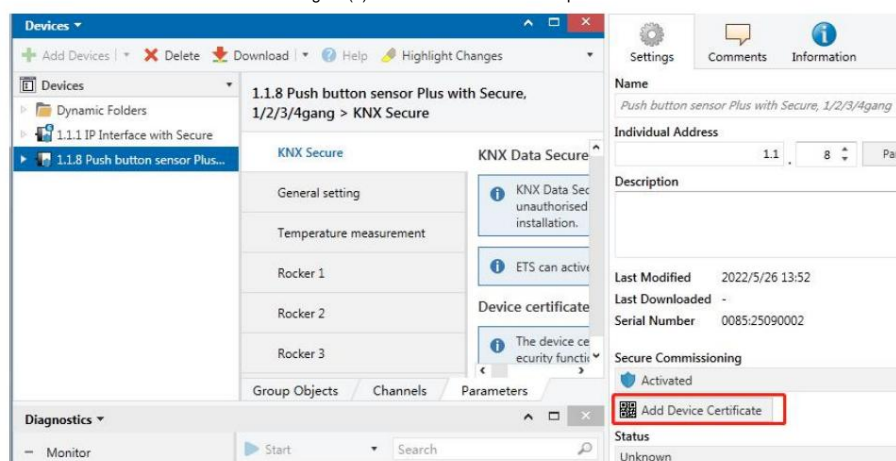 Devices
Add Devices
Delete
Download
Help
Highlight Changes
Devices
Dynamic Folders
1.1.1 IP Interface with Secure
1.1.8 Push button sensor Plus...
1.1.8 Push button sensor Plus with Secure,
1/2/3/4gang > KNX Secure
KNX Secure
General setting
Temperature measurement
Rocker 1
Rocker 2
Rocker 3
KNX Data Secure
KNX Data Sec
unauthorised
installation.
ETS can active
Device certificate
The device ce
ecurity functi
Group Objects
Channels
Parameters
Diagnostics
Monitor
Start
Search
Settings
Comments
Information
Name
Push button sensor Plus with Secure, 1/2/3/4gang
Individual Address
1.1 . 8
Pa
Description
Last Modified 2022/5/26 13:52
Last Downloaded -
Serial Number 0085:25090002
Secure Commissioning
Activated
Add Device Certificate
Status
Unknown